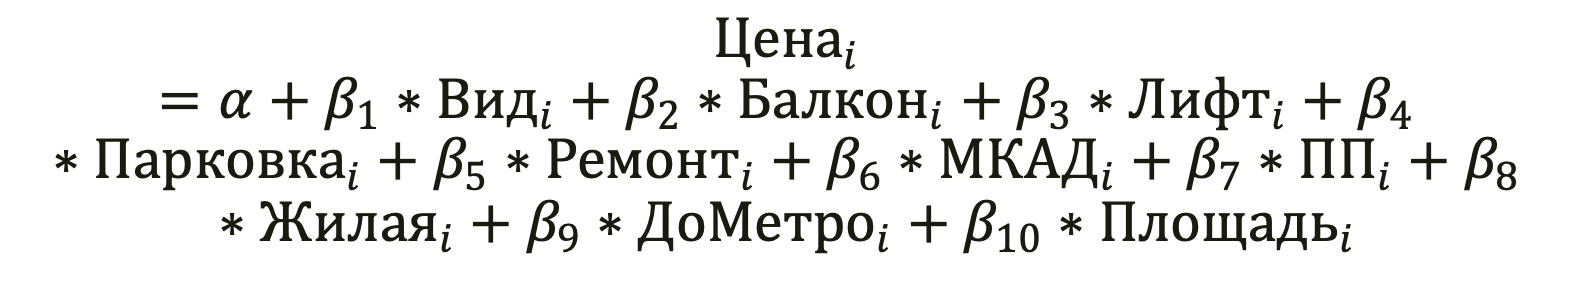 Цена_i
= α + β_1 * Вид_i + β_2 * Балкон_i + β_3 * Лифт_i + β_4
* Парковка_i + β_5 * Ремонт_i + β_6 * МКАД_i + β_7 * ПП_i + β_8
* Жилая_i + β_9 * ДоМетро_i + β_10 * Площадь_i